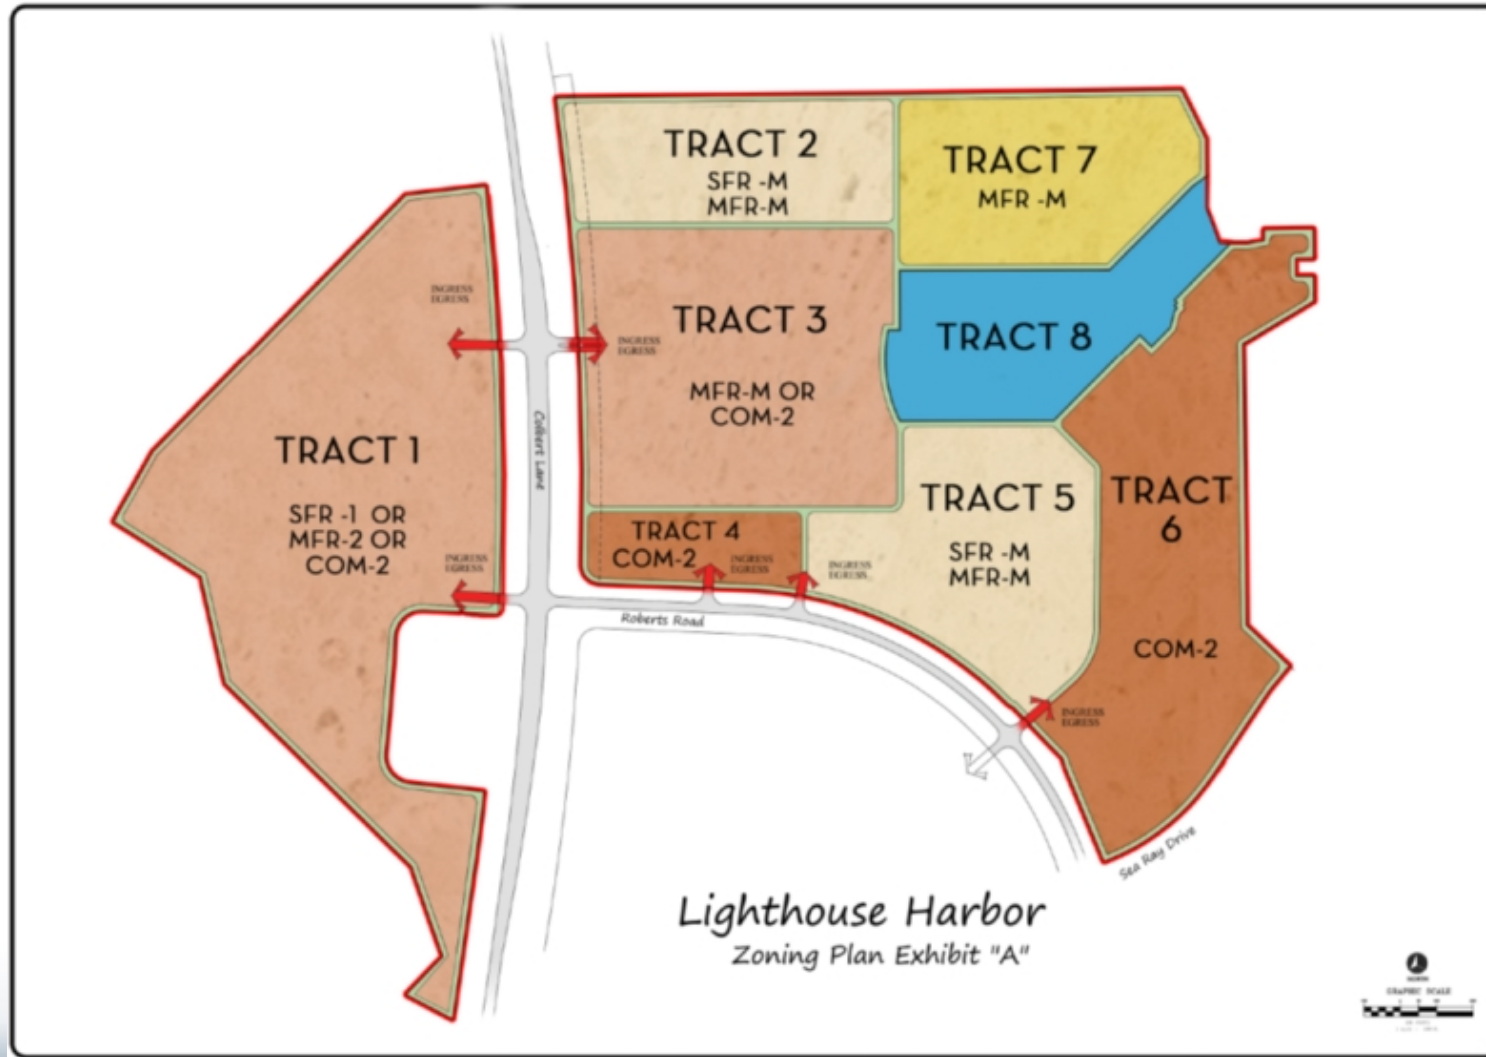 TRACT 2
SFR -M
MFR-M
TRACT 7
MFR -M
INGRESS
EGRESS
TRACT 3
INGRESS
EGRESS
MFR-M OR
COM-2
TRACT 8
TRACT 1
SFR -1 OR
MFR-2 OR
COM-2
INGRESS
EGRESS
Colbert Lane
TRACT 4
COM-2
INGRESS
EGRESS
INGRESS
EGRESS
TRACT 5
SFR -M
MFR-M
TRACT
6
COM-2
Roberts Road
INGRESS
EGRESS
Sea Ray Drive
Lighthouse Harbor
Zoning Plan Exhibit "A"
NORTH
GRAPHIC SCALE